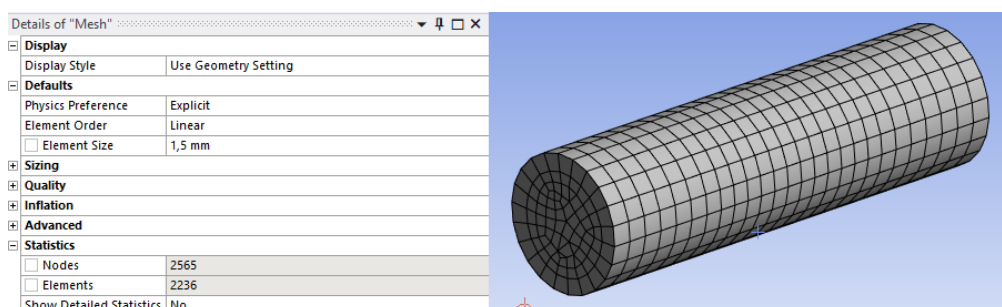 Details of "Mesh"
Display
Display Style Use Geometry Setting
Defaults
Physics Preference Explicit
Element Order Linear
Element Size 1,5 mm
Sizing
Quality
Inflation
Advanced
Statistics
Nodes 2565
Elements 2236
Show Detailed Statistics No